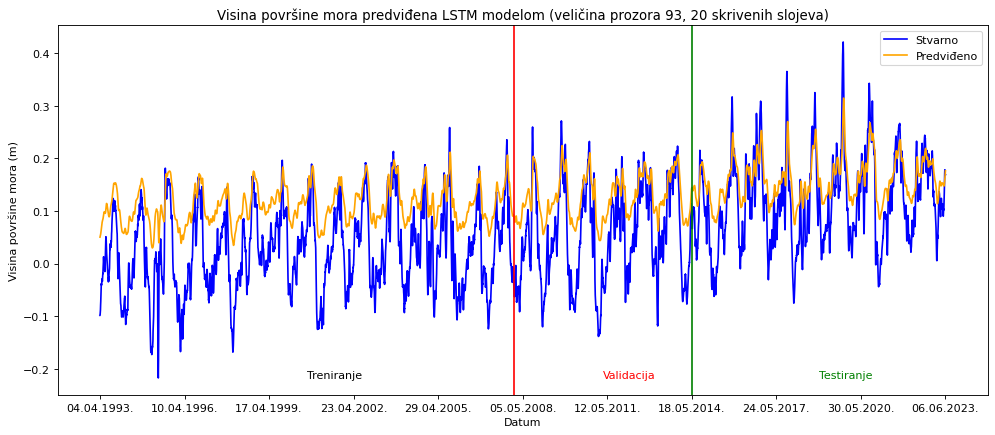 Visina površine mora predviđena LSTM modelom (veličina prozora 93, 20 skrivenih slojeva)
Stvarno
Predviđeno
Visina površine mora (m)
0.4
0.3
0.2
0.1
0.0
−0.1
−0.2
Treniranje
Validacija
Testiranje
04.04.1993.
10.04.1996.
17.04.1999.
23.04.2002.
29.04.2005.
05.05.2008.
12.05.2011.
18.05.2014.
24.05.2017.
30.05.2020.
06.06.2023.
Datum